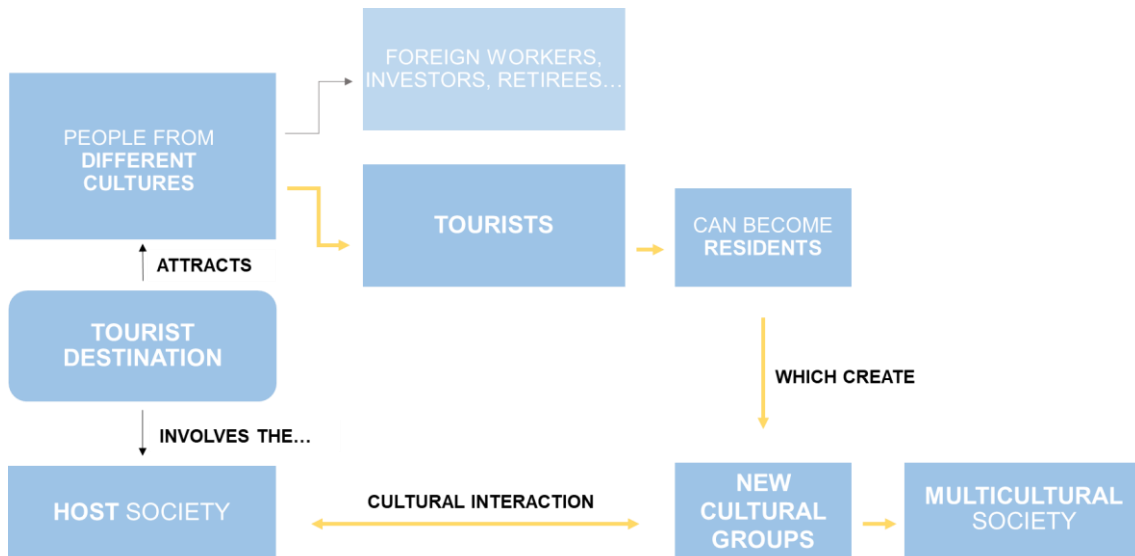 FOREIGN WORKERS,
INVESTORS, RETIREES…
PEOPLE FROM
DIFFERENT
CULTURES
TOURISTS
CAN BECOME
RESIDENTS
ATTRACTS
TOURIST
DESTINATION
WHICH CREATE
INVOLVES THE…
HOST SOCIETY
CULTURAL INTERACTION
NEW
CULTURAL
GROUPS
MULTICULTURAL
SOCIETY